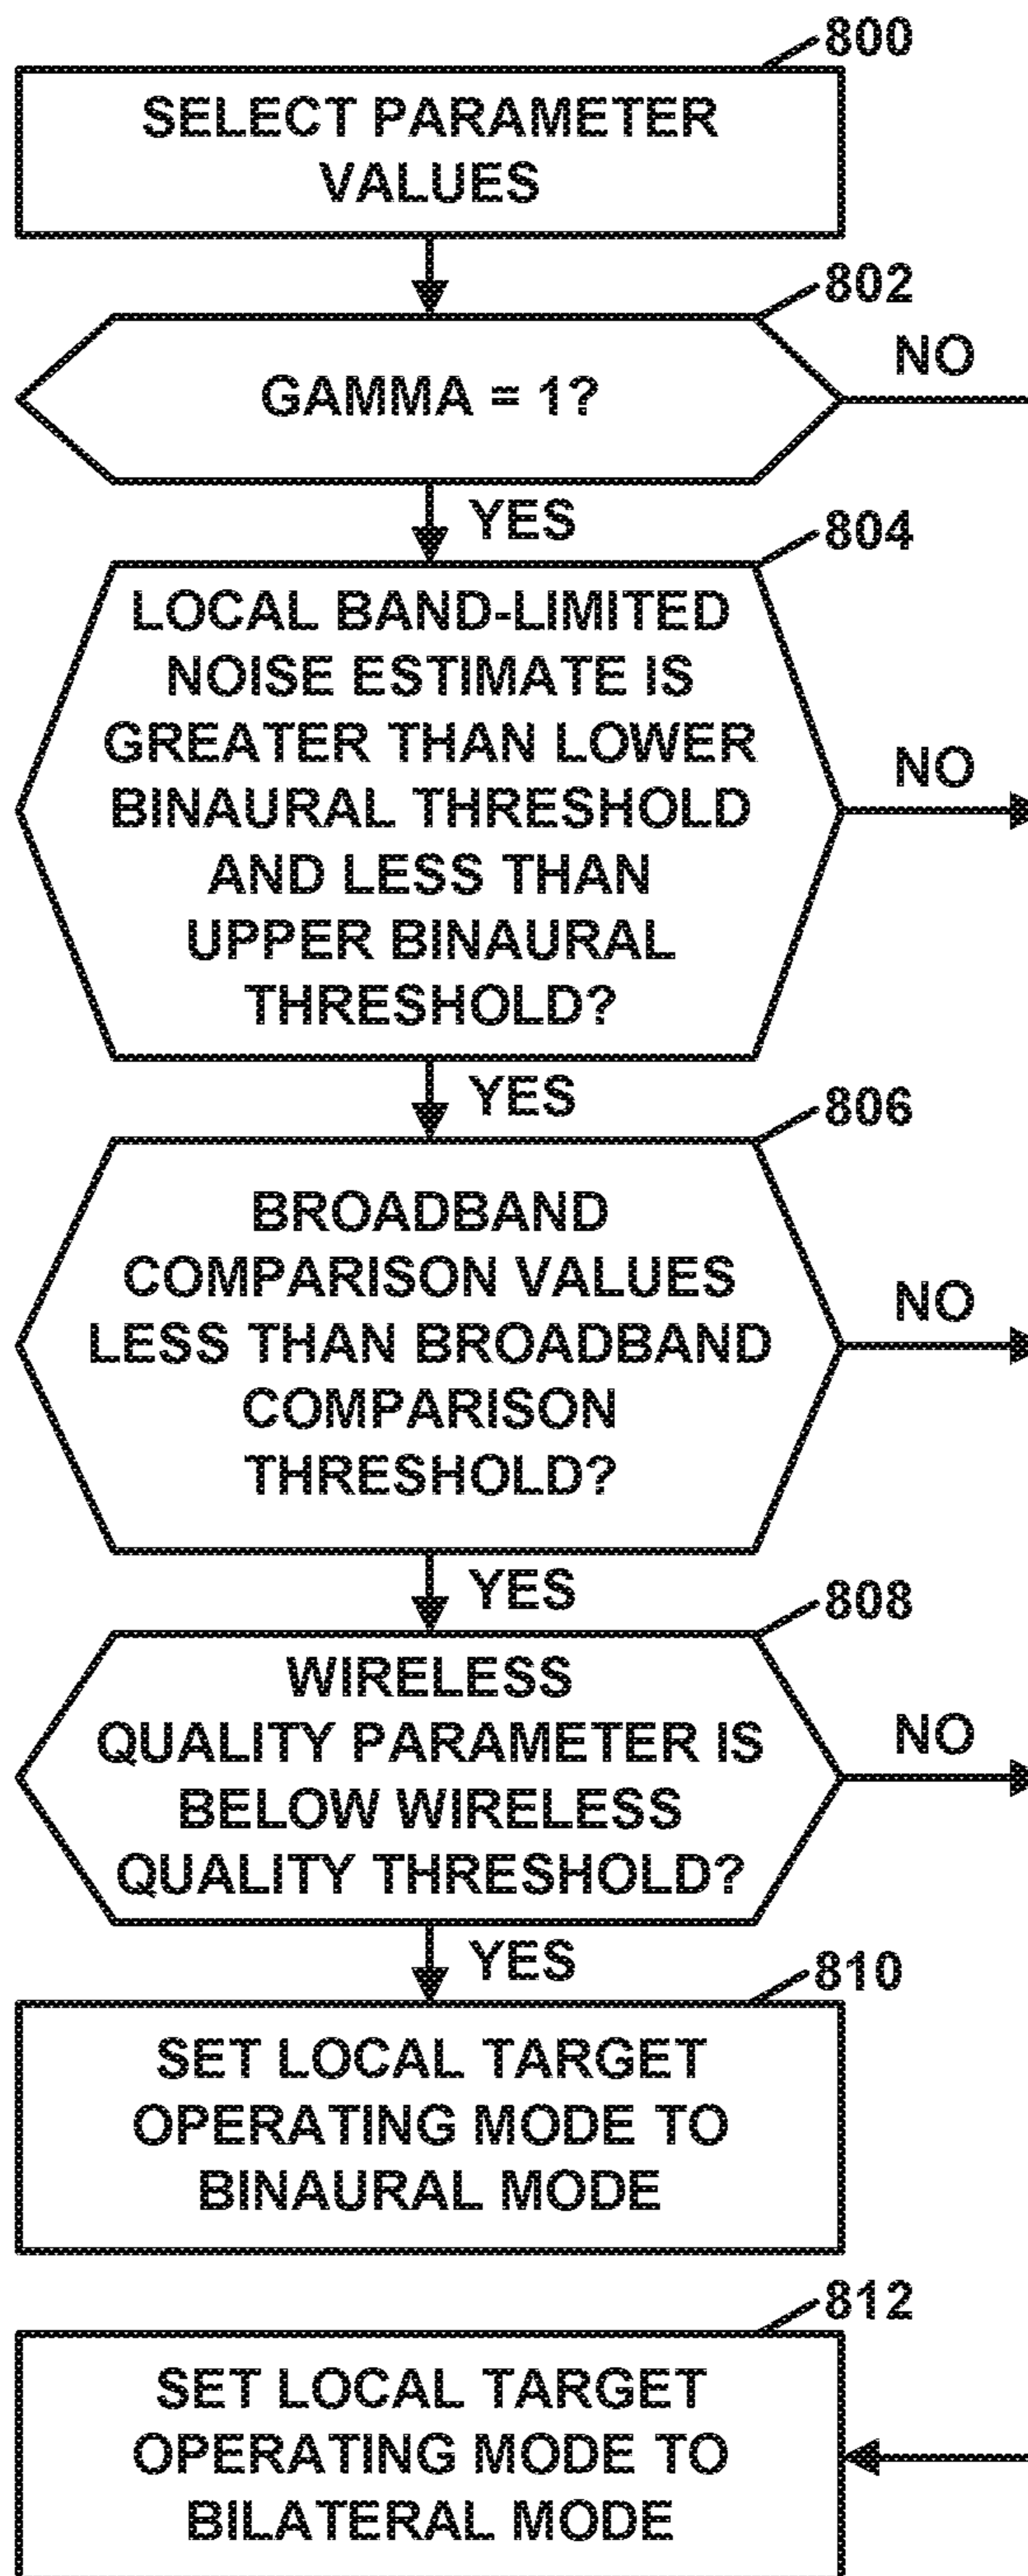 800
SELECT PARAMETER
VALUES
802
GAMMA = 1?
NO
YES
804
LOCAL BAND-LIMITED
NOISE ESTIMATE IS
GREATER THAN LOWER
BINAURAL THRESHOLD
AND LESS THAN
UPPER BINAURAL
THRESHOLD?
NO
YES
806
BROADBAND
COMPARISON VALUES
LESS THAN BROADBAND
COMPARISON
THRESHOLD?
NO
YES
808
WIRELESS
QUALITY PARAMETER IS
BELOW WIRELESS
QUALITY THRESHOLD?
NO
YES
810
SET LOCAL TARGET
OPERATING MODE TO
BINAURAL MODE
812
SET LOCAL TARGET
OPERATING MODE TO
BILATERAL MODE